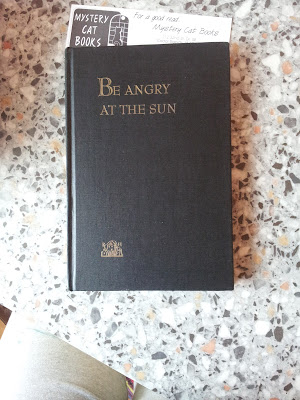 MYSTERY
CAT
BOOKS
For a good read
Mystery Cat Books
BE ANGRY
AT THE SUN